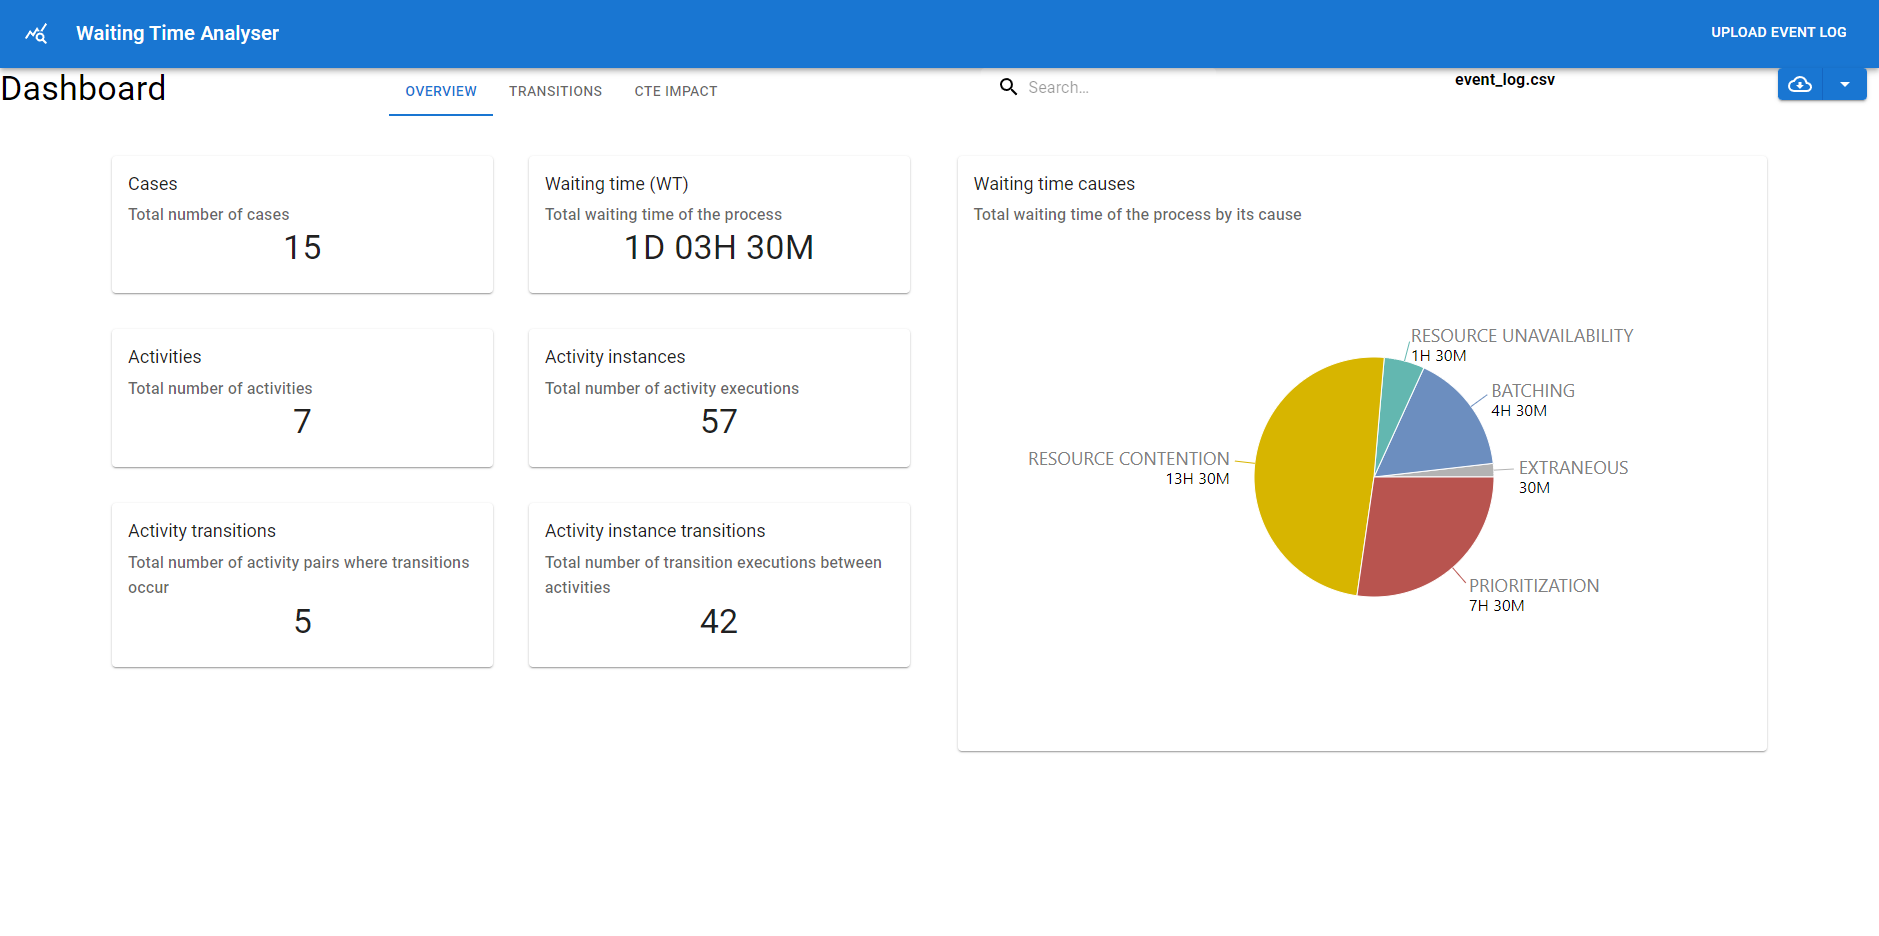 Waiting Time Analyser
UPLOAD EVENT LOG
Dashboard
OVERVIEW
TRANSITIONS
CTE IMPACT
Search...
event_log.csv
Cases
Total number of cases
15
Waiting time (WT)
Total waiting time of the process
1D 03H 30M
Activities
Total number of activities
7
Activity instances
Total number of activity executions
57
Activity transitions
Total number of activity pairs where transitions
occur
5
Activity instance transitions
Total number of transition executions between
activities
42
Waiting time causes
Total waiting time of the process by its cause
RESOURCE UNAVAILABILITY
1H 30M
BATCHING
4H 30M
RESOURCE CONTENTION
13H 30M
EXTRANEOUS
30M
PRIORITIZATION
7H 30M